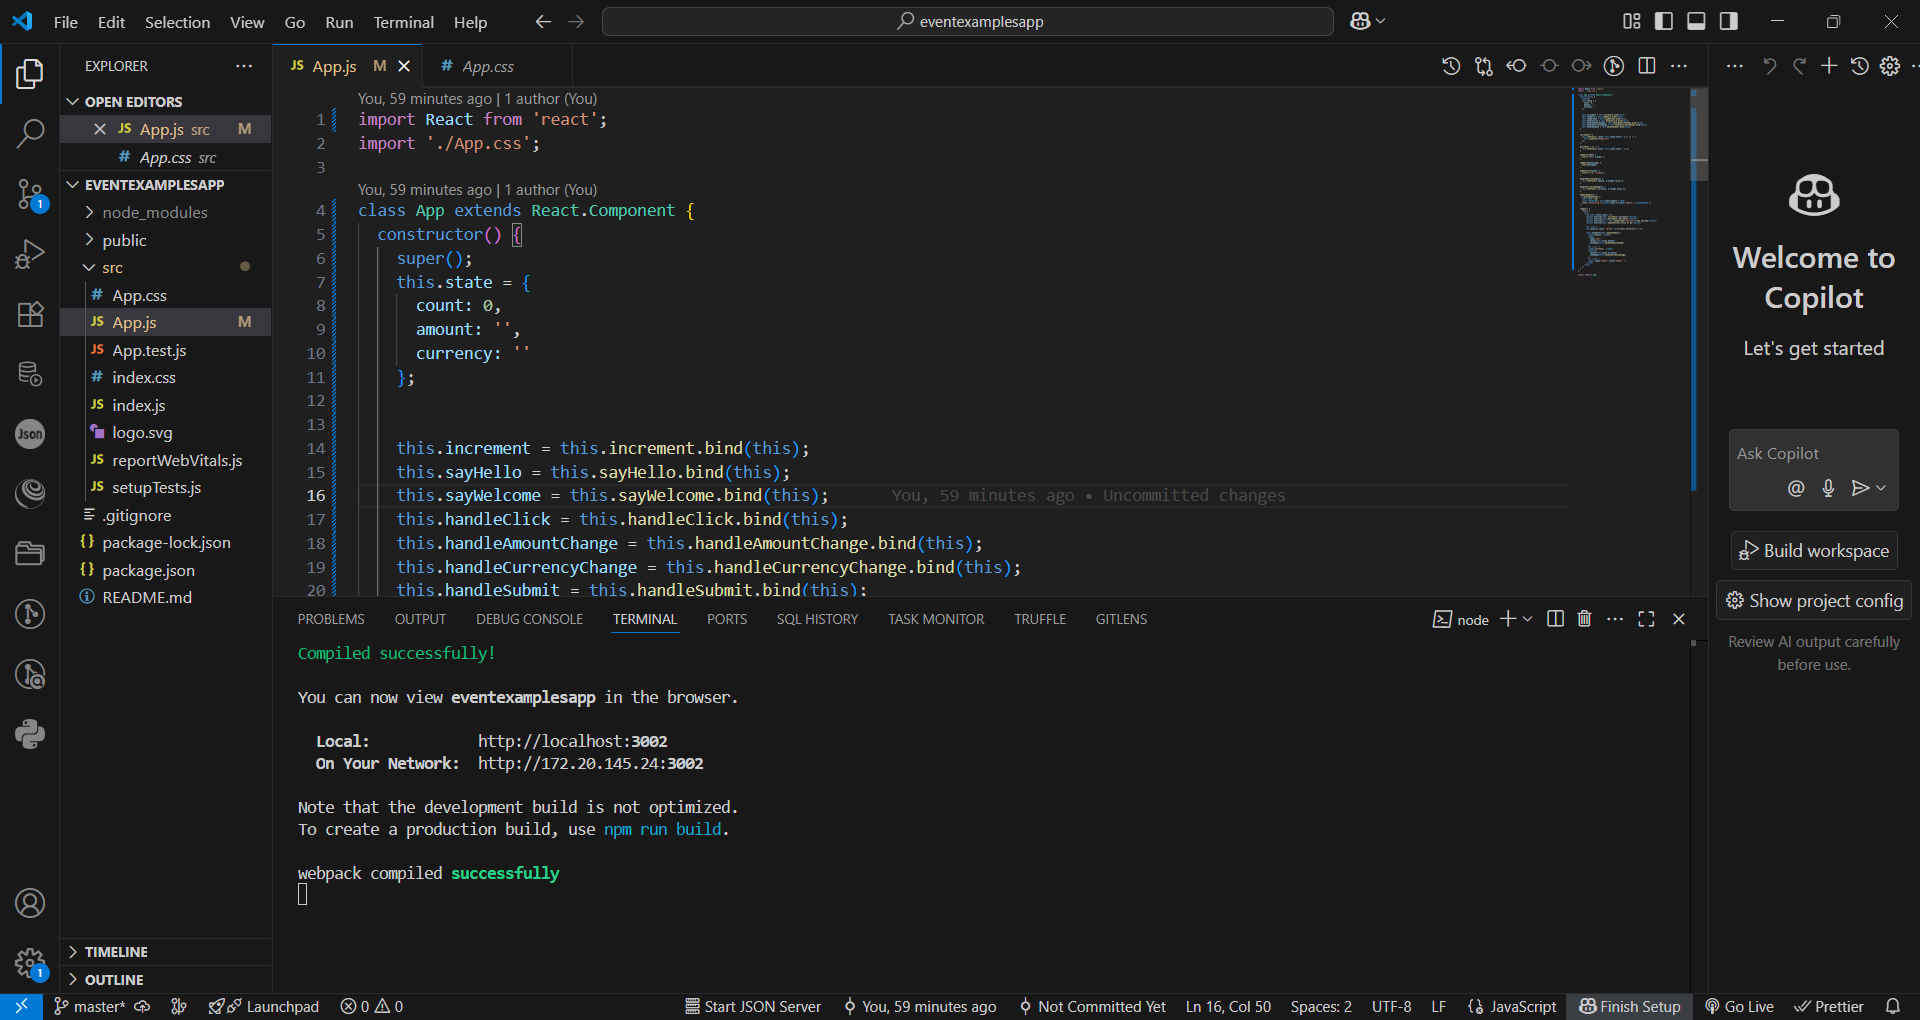 File Edit Selection View Go Run Terminal Help
eventexamplesapp
EXPLORER
OPEN EDITORS
JS App.js src M
# App.css src
EVENTEXAMPLESAPP
node_modules
public
src
# App.css
JS App.js M
JS App.test.js
# index.css
JS index.js
logo.svg
JS reportWebVitals.js
JS setupTests.js
.gitignore
{} package-lock.json
{} package.json
README.md
TIMELINE
OUTLINE
1
Json
1
JS App.js M
# App.css
You, 59 minutes ago | 1 author (You)
1 import React from 'react';
2 import './App.css';
3
You, 59 minutes ago | 1 author (You)
4 class App extends React.Component {
5 constructor() {
6 super();
7 this.state = {
8 count: 0,
9 amount: '',
10 currency: ''
11 };
12
13
14 this.increment = this.increment.bind(this);
15 this.sayHello = this.sayHello.bind(this);
16 this.sayWelcome = this.sayWelcome.bind(this); You, 59 minutes ago • Uncommitted changes
17 this.handleClick = this.handleClick.bind(this);
18 this.handleAmountChange = this.handleAmountChange.bind(this);
19 this.handleCurrencyChange = this.handleCurrencyChange.bind(this);
20 this.handleSubmit = this.handleSubmit.bind(this);
PROBLEMS OUTPUT DEBUG CONSOLE TERMINAL PORTS SQL HISTORY TASK MONITOR TRUFFLE GITLENS
node
Compiled successfully!
You can now view eventexamplesapp in the browser.
Local: http://localhost:3002
On Your Network: http://172.20.145.24:3002
Note that the development build is not optimized.
To create a production build, use npm run build.
webpack compiled successfully
Welcome to
Copilot
Let's get started
Ask Copilot
@
Build workspace
Show project config
Review AI output carefully
before use.
master* Launchpad 0 0 Start JSON Server You, 59 minutes ago Not Committed Yet Ln 16, Col 50 Spaces: 2 UTF-8 LF {} JavaScript Finish Setup Go Live Prettier